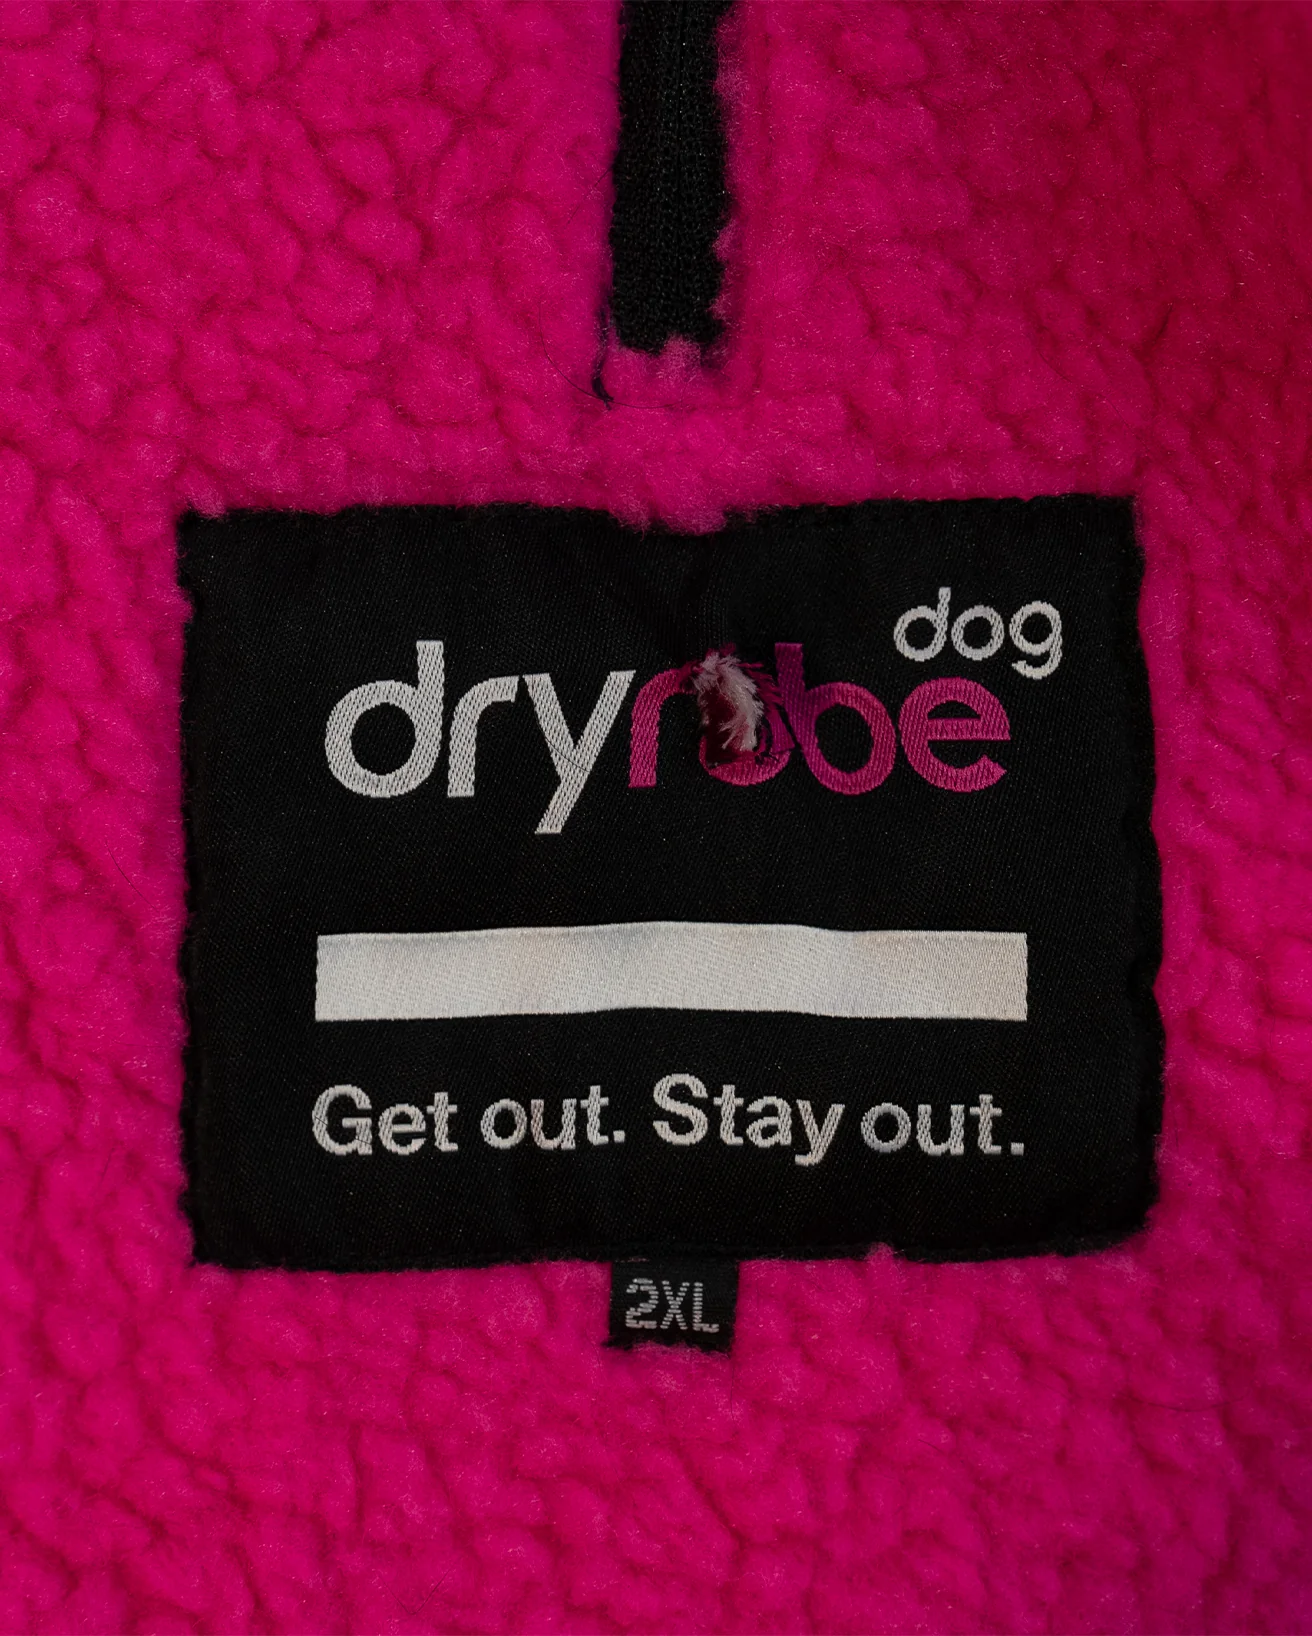 dryrobe dog
Get out. Stay out.
2XL